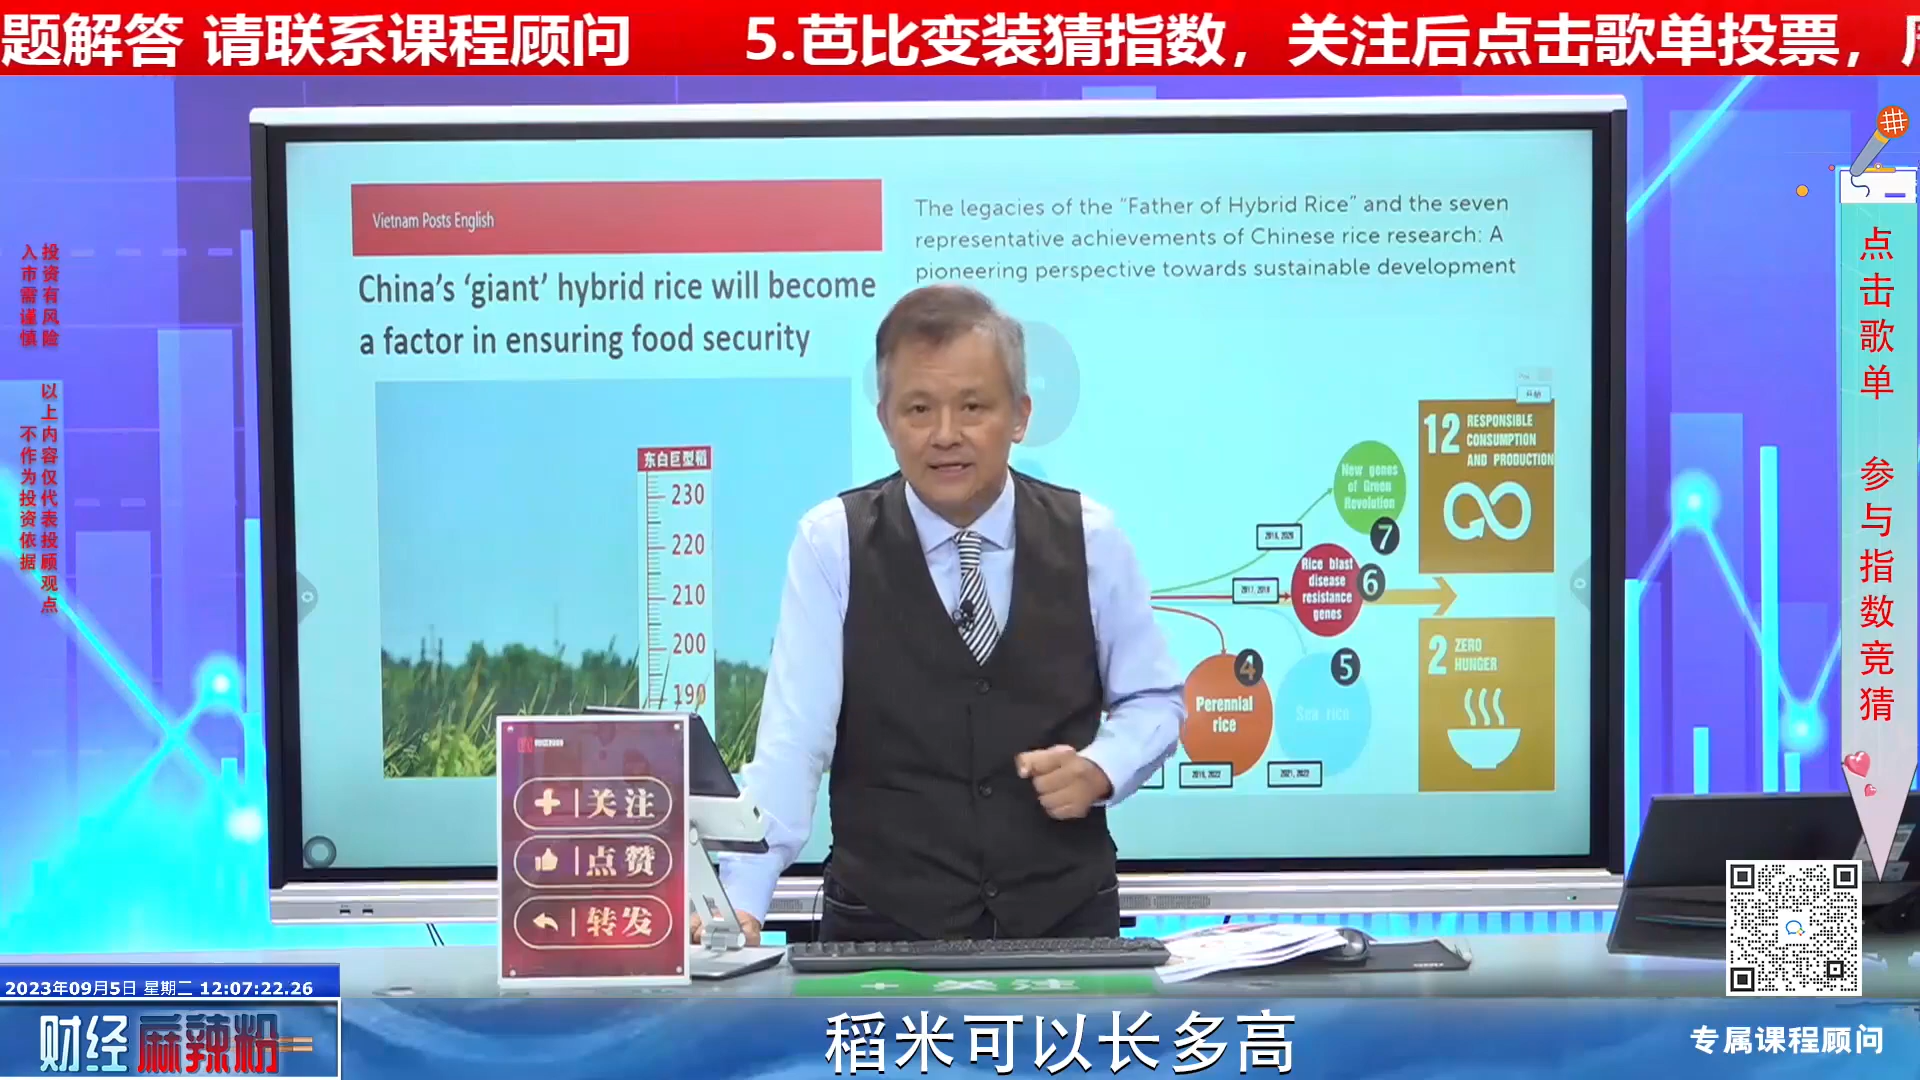 题解答 请联系课程顾问 5.芭比变装猜指数，关注后点击歌单投票，
投资有风险
入市需谨慎
以上内容仅代表投顾观点
不作为投资依据
Vietnam Posts English
China's 'giant' hybrid rice will become
a factor in ensuring food security
The legacies of the “Father of Hybrid Rice” and the seven
representative achievements of Chinese rice research: A
pioneering perspective towards sustainable development
东白巨型稻
230
220
210
200
190
12 RESPONSIBLE
CONSUMPTION
AND PRODUCTION
New genes
of Green
Revolution
7
2017, 2018
Rice blast
disease
resistance
genes
6
4
Perennial
rice
5
Sea rice
2021, 2022
2 ZERO
HUNGER
点击歌单 参与指数竞猜
关注
点赞
转发
+ 关注
2023年09月5日 星期二 12:07:22.26
财经麻辣粉
稻米可以长多高
专属课程顾问